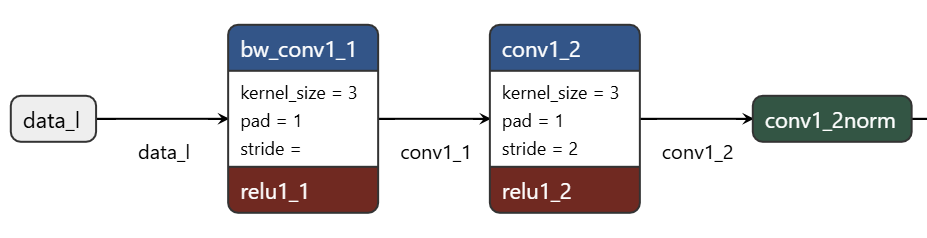 data_l
data_l
bw_conv1_1
kernel_size = 3
pad = 1
stride =
relu1_1
conv1_1
conv1_2
kernel_size = 3
pad = 1
stride = 2
relu1_2
conv1_2
conv1_2norm